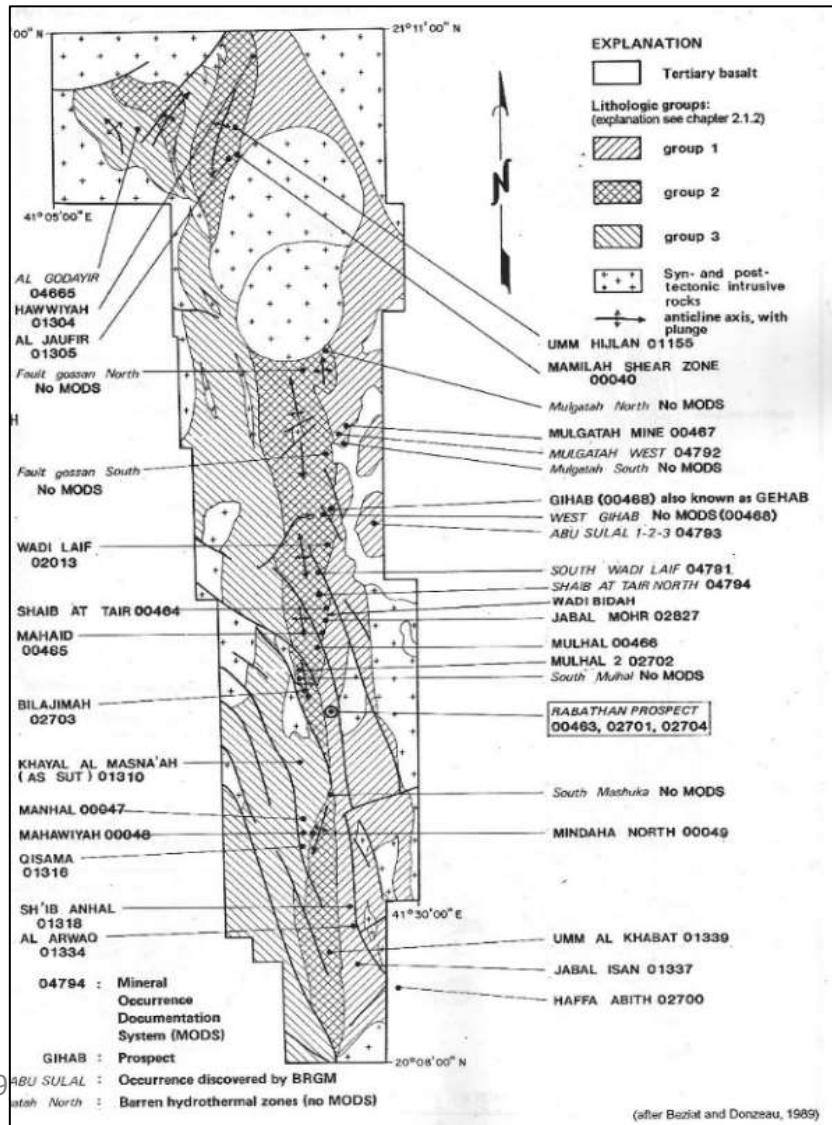 00" N
21° 11' 00" N
EXPLANATION
Tertiary basalt
Lithologic groups:
(explanation see chapter 2.1.2)
group 1
group 2
group 3
Syn- and post-
tectonic intrusive
rocks
anticline axis, with
plunge
N
41° 05' 00" E
AL GODAYIR
04665
HAWWIYAH
01304
AL JAUFIR
01305
Fault gossan North
No MODS
H
Fault gossan South
No MODS
WADI LAIF
02013
SHAIB AT TAIR 00464
MAHAID
00465
BILAJIMAH
02703
KHAYAL AL MASNA'AH
(AS SUT) 01310
MANHAL 00047
MAHAWIYAH 00048
QISAMA
01316
SH'IB ANHAL
01318
AL ARWAQ
01334
UMM HIJLAN 01155
MAMILAH SHEAR ZONE
00040
Mulgatah North No MODS
MULGATAH MINE 00467
MULGATAH WEST 04792
Mulgatah South No MODS
GIHAB (00468) also known as GEHAB
WEST GIHAB No MODS (00468)
ABU SULAL 1-2-3 04793
SOUTH WADI LAIF 04791
SHAIB AT TAIR NORTH 04794
WADI BIDAH
JABAL MOHR 02827
MULHAL 00466
MULHAL 2 02702
South Mulhal No MODS
RABATHAN PROSPECT
00463, 02701, 02704
South Mashuka No MODS
MINDAHA NORTH 00049
41° 30' 00" E
UMM AL KHABAT 01339
JABAL ISAN 01337
HAFFA ABITH 02700
20° 08' 00" N
04794 : Mineral
Occurrence
Documentation
System (MODS)
GIHAB : Prospect
9
ABU SULAL : Occurrence discovered by BRGM
atah North : Barren hydrothermal zones (no MODS)
(after Beziat and Donzeau, 1989)